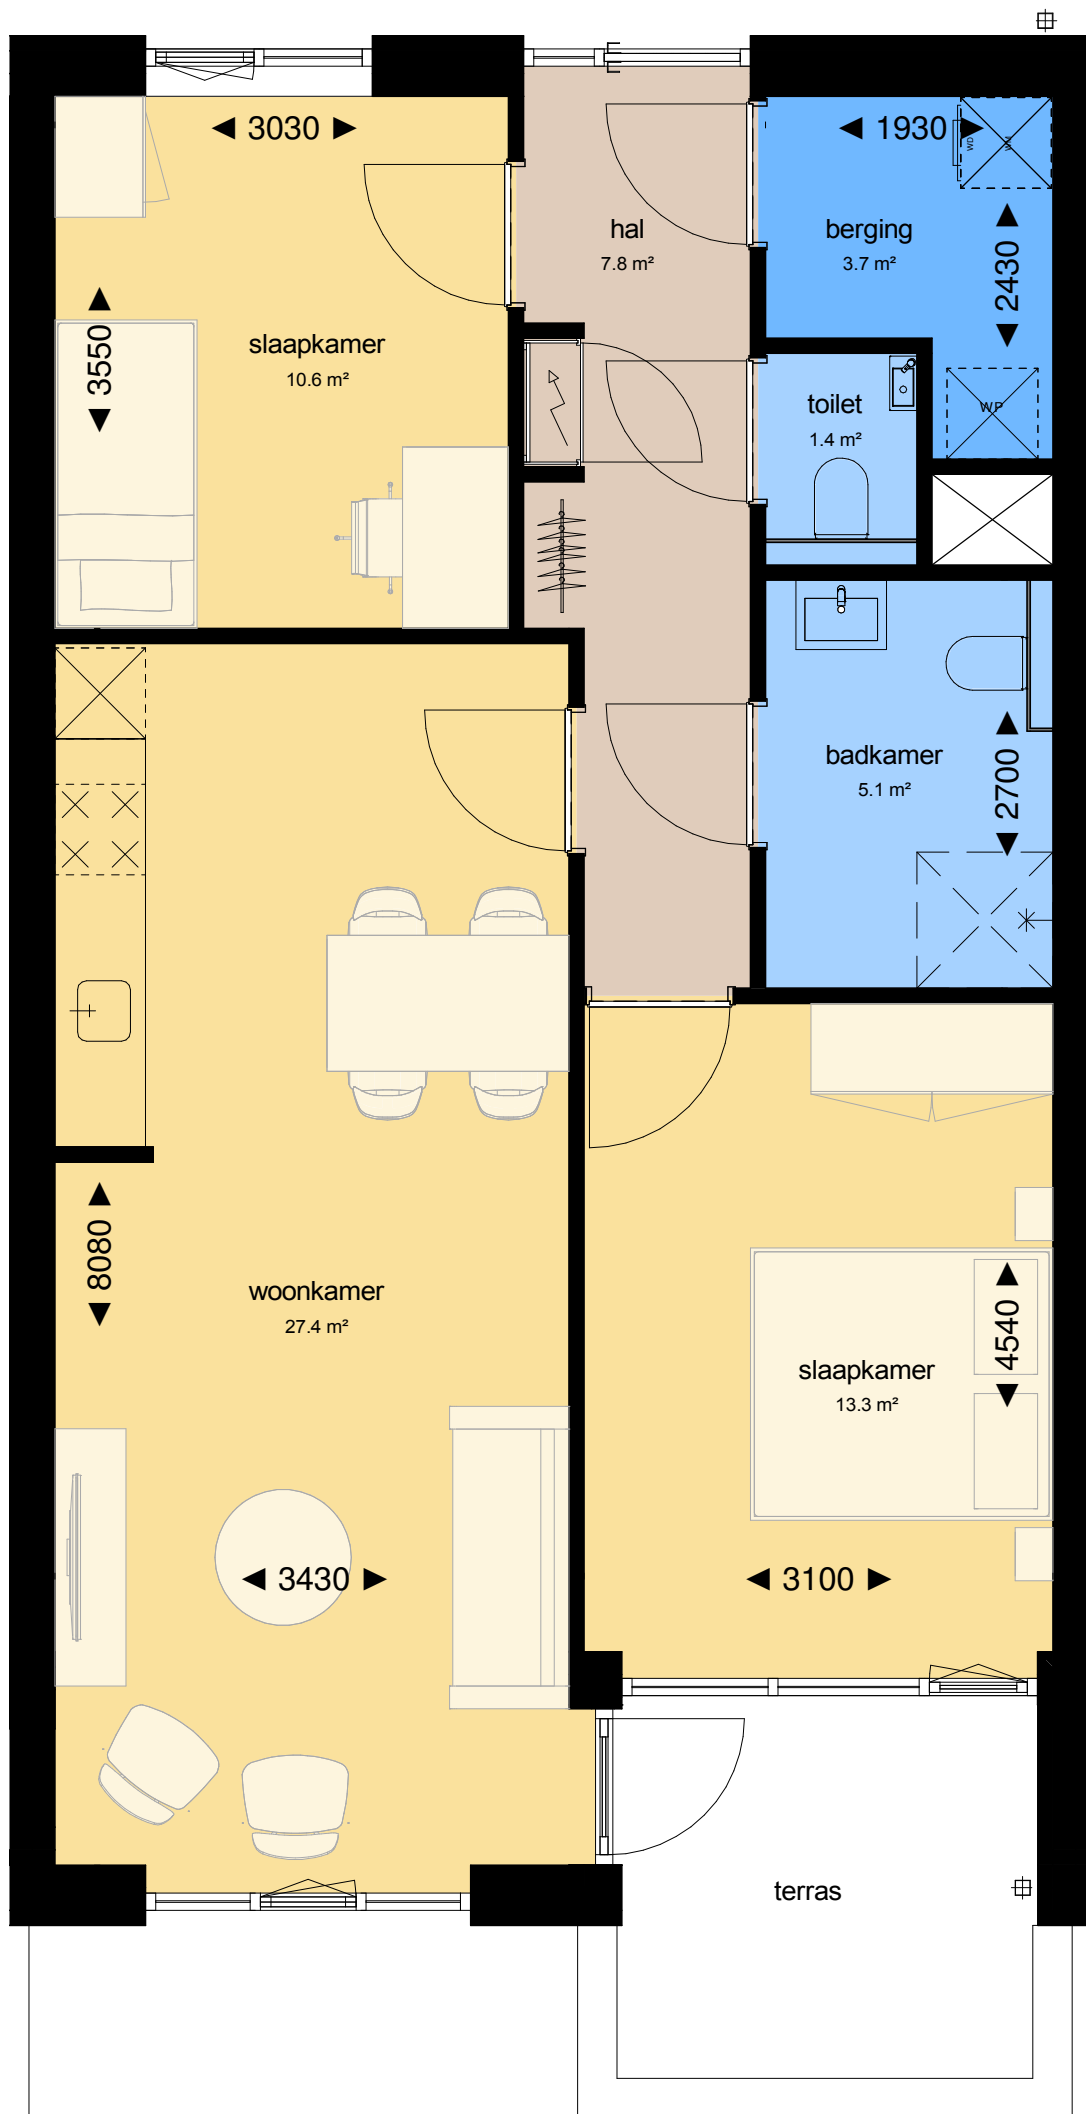 3030
1930
WD
WM
hal
7.8 m²
berging
3.7 m²
2430
3550
slaapkamer
10.6 m²
toilet
1.4 m²
WP
badkamer
5.1 m²
2700
8080
woonkamer
27.4 m²
4540
slaapkamer
13.3 m²
3430
3100
terras